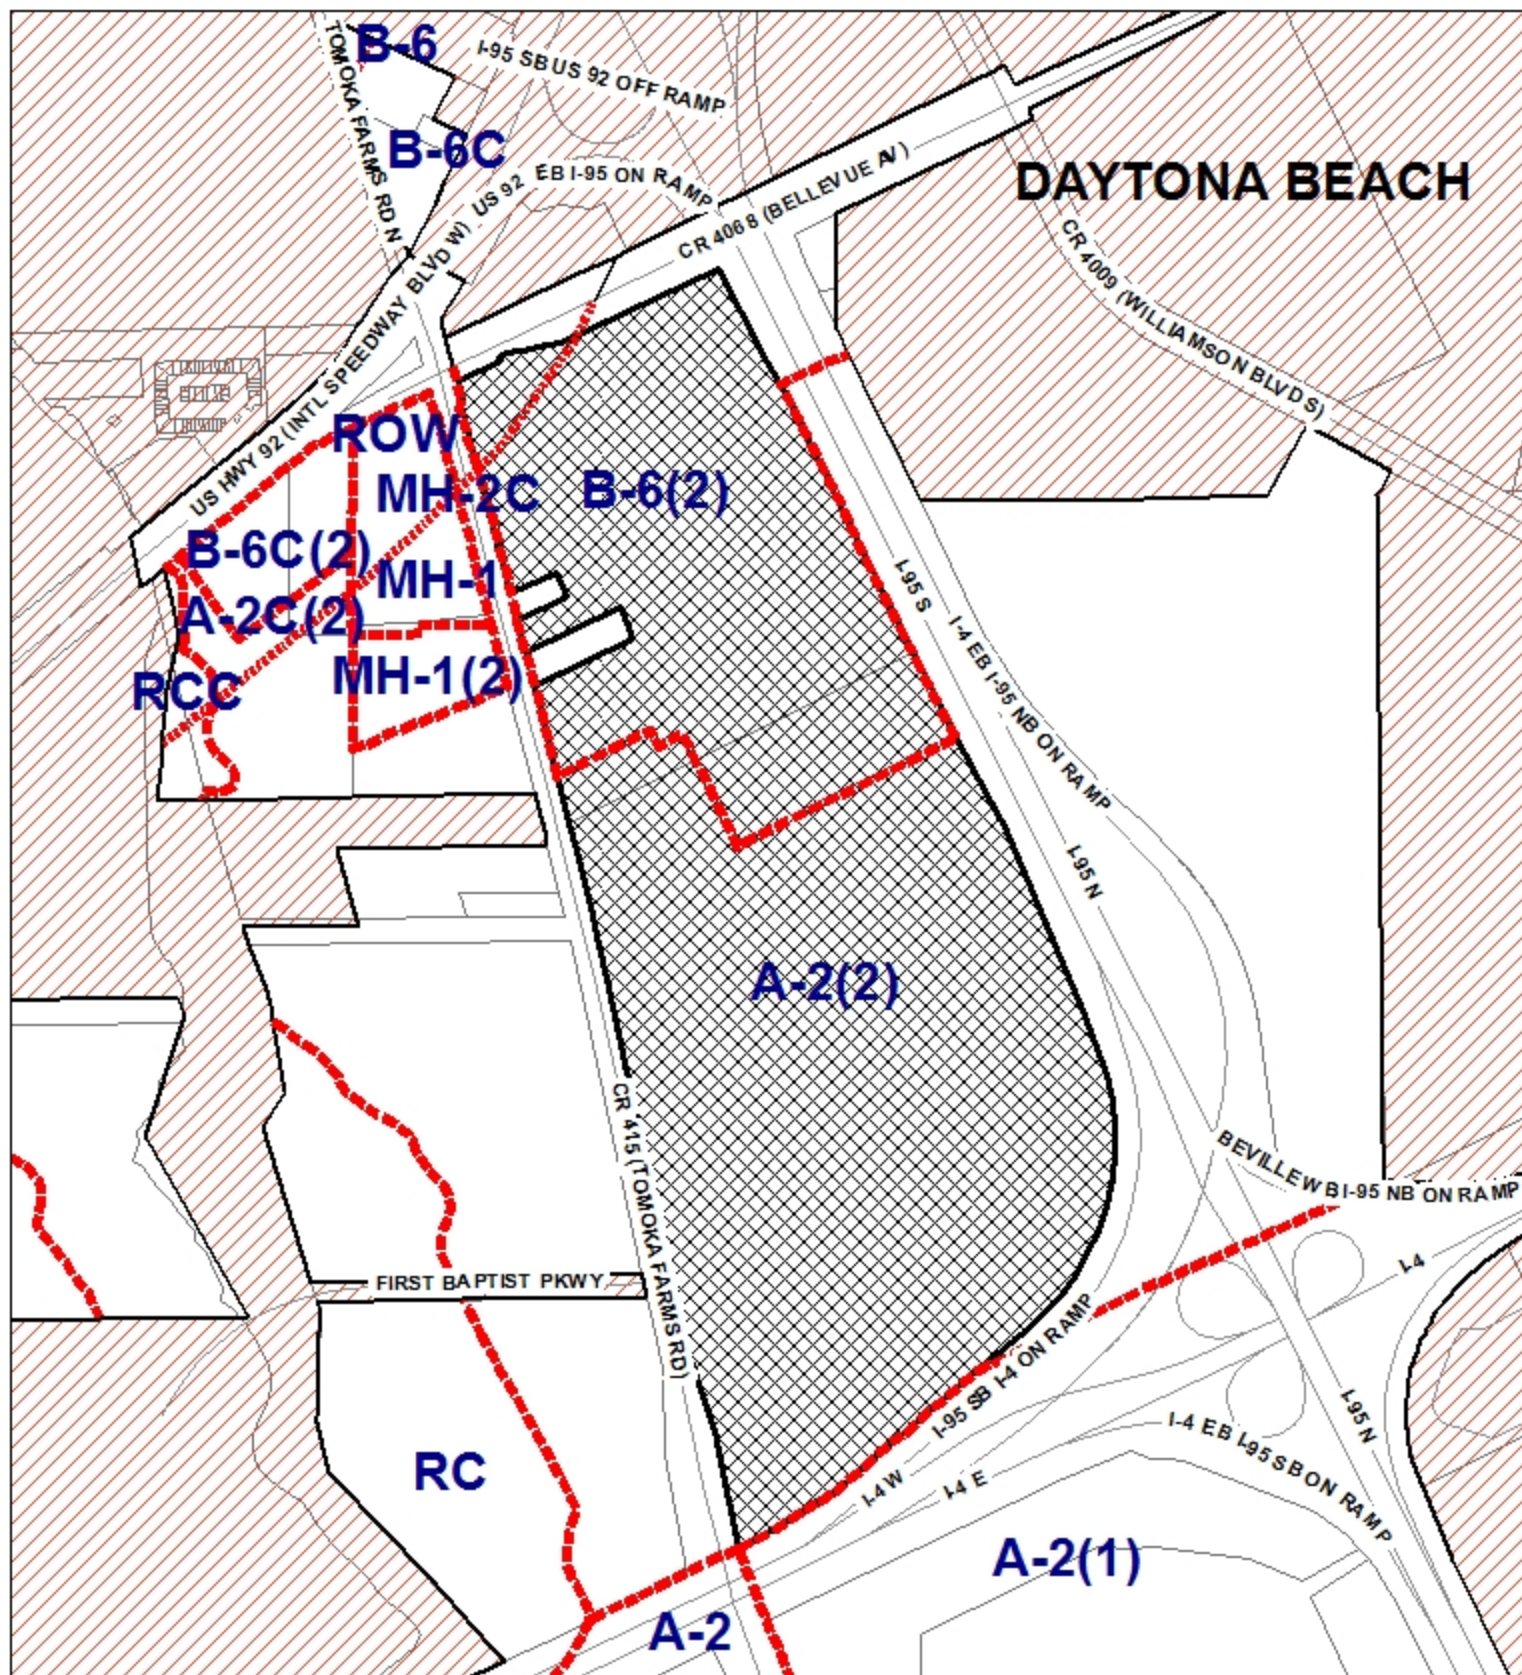 B-6
I-95 SB US 92 OFF RAMP
TOMOKA FARMS RD N
B-6C
US 92
EB I-95 ON RAMP
CR 4068 (BELLEVUE AV)
DAYTONA BEACH
CR 4009 (WILLIAMSON BLVD S)
US HWY 92 (INTL SPEEDWAY BLVD W)
ROW
MH-2C
B-6(2)
B-6C(2)
MH-1
A-2C(2)
MH-1(2)
RCC
I-95 S
I-4 EB I-95 NB ON RAMP
I-95 N
A-2(2)
CR 415 (TOMOKA FARMS RD)
BEVILLE WB I-95 NB ON RAMP
FIRST BAPTIST PKWY
I-4
I-95 SB I-4 ON RAMP
I-95 N
I-4 EB I-95 SB ON RAMP
RC
I-4 W
I-4 E
A-2(1)
A-2